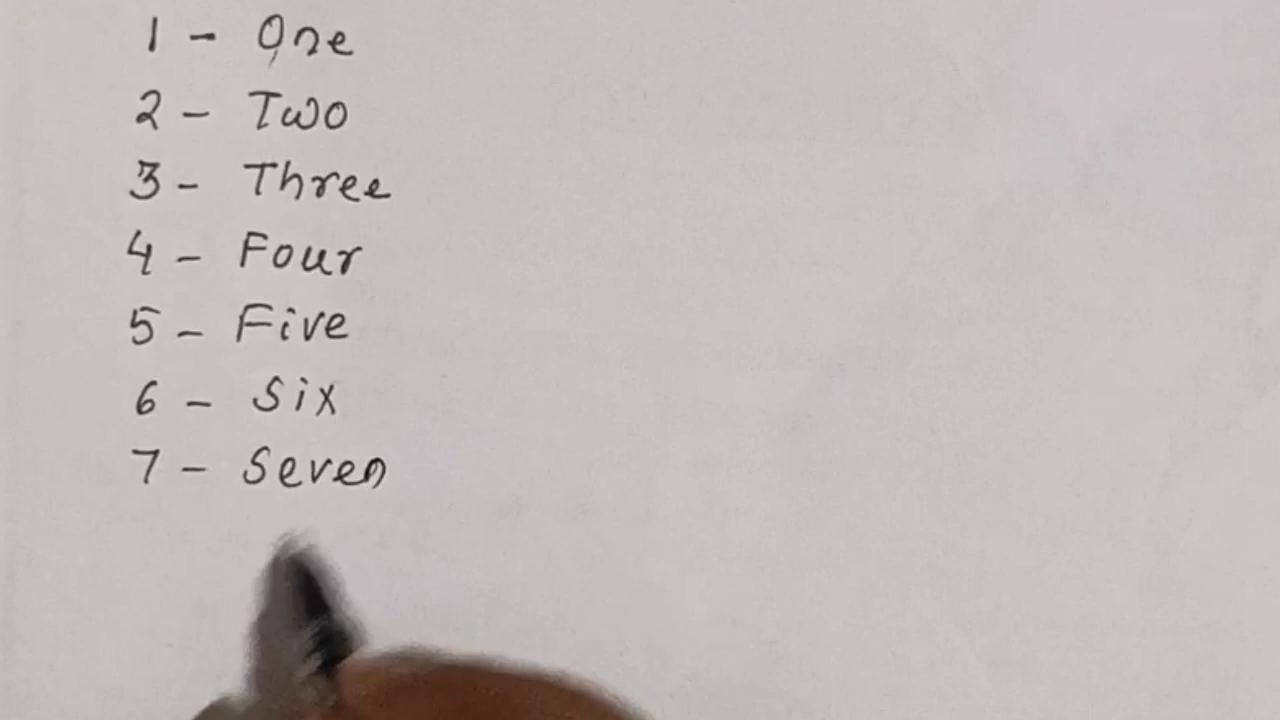 1 - One
2 - Two
3 - Three
4 - Four
5 - Five
6 - Six
7 - Seven